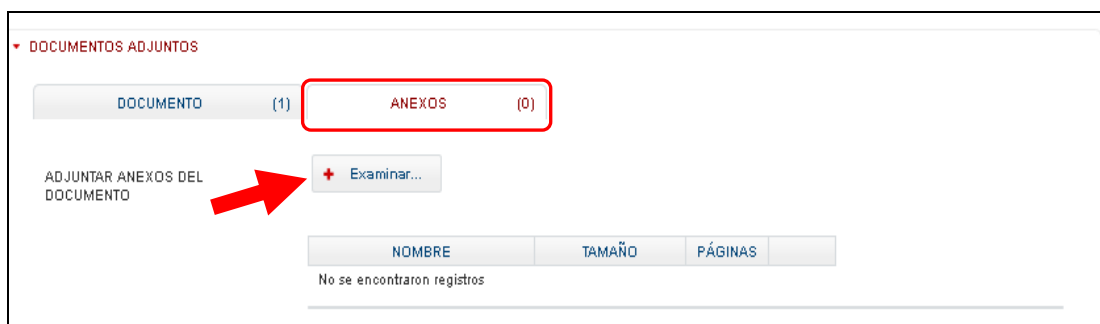 DOCUMENTOS ADJUNTOS
DOCUMENTO (1) ANEXOS (0)
ADJUNTAR ANEXOS DEL
DOCUMENTO
Examinar...
NOMBRE TAMAÑO PÁGINAS
No se encontraron registros